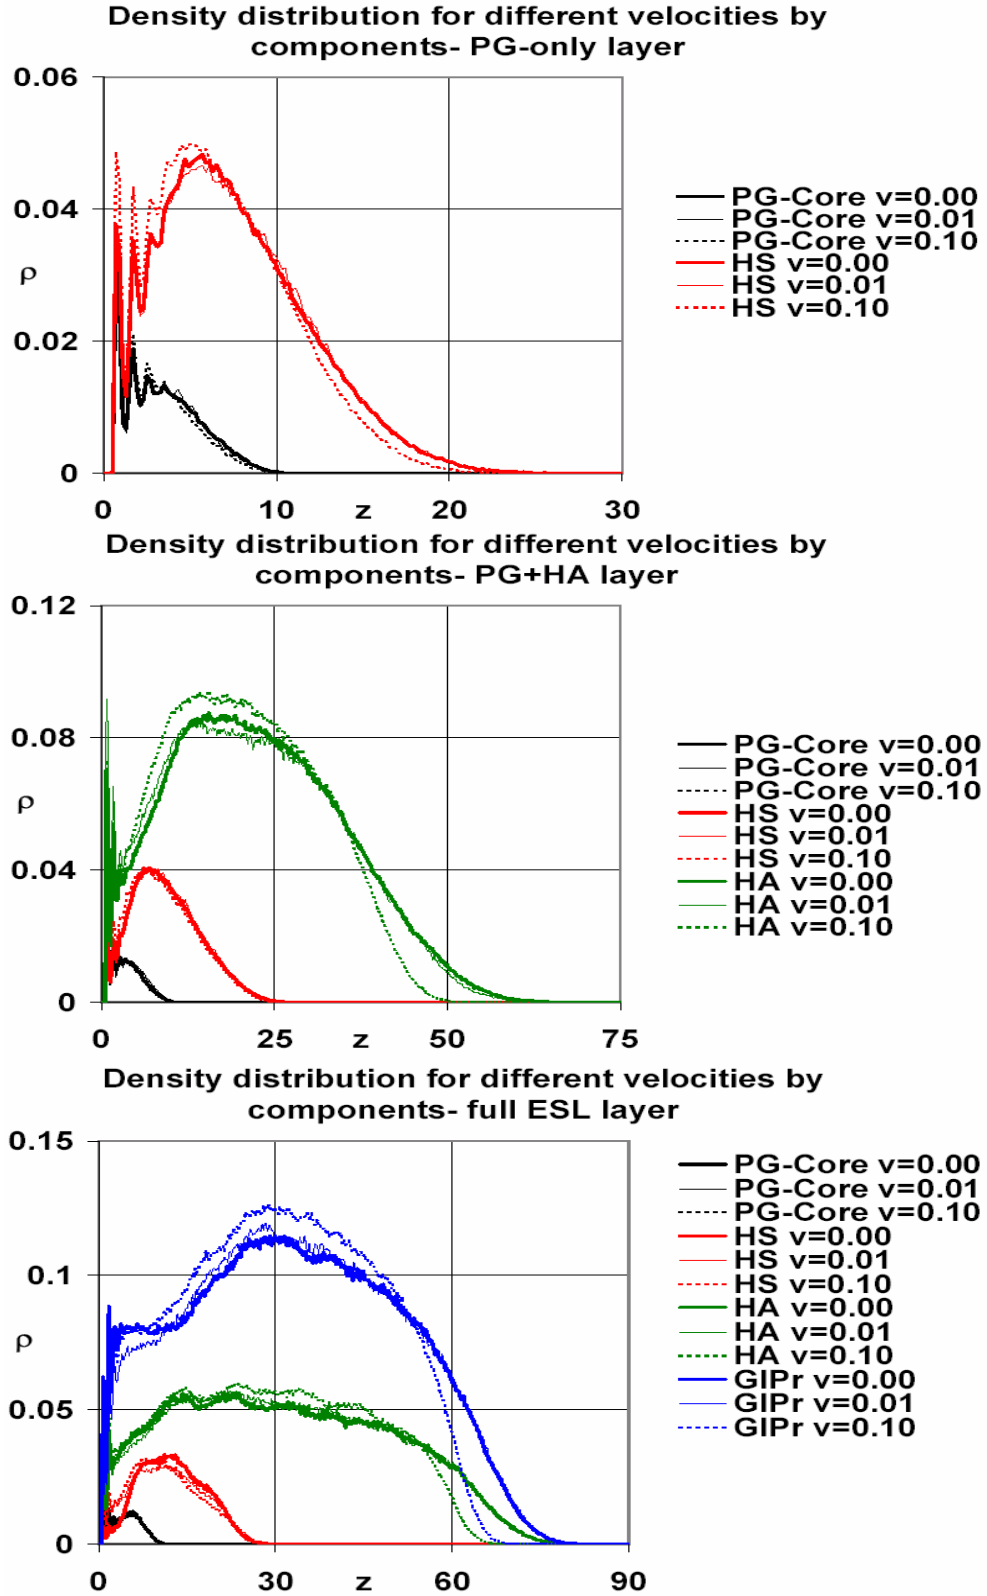 Density distribution for different velocities by
components- PG-only layer
0.06
0.04
ρ
0.02
0
0 10 z 20 30
PG-Core v=0.00
PG-Core v=0.01
PG-Core v=0.10
HS v=0.00
HS v=0.01
HS v=0.10
Density distribution for different velocities by
components- PG+HA layer
0.12
0.08
ρ
0.04
0
0 25 z 50 75
PG-Core v=0.00
PG-Core v=0.01
PG-Core v=0.10
HS v=0.00
HS v=0.01
HS v=0.10
HA v=0.00
HA v=0.01
HA v=0.10
Density distribution for different velocities by
components- full ESL layer
0.15
0.1
ρ
0.05
0
0 30 z 60 90
PG-Core v=0.00
PG-Core v=0.01
PG-Core v=0.10
HS v=0.00
HS v=0.01
HS v=0.10
HA v=0.00
HA v=0.01
HA v=0.10
GlPr v=0.00
GlPr v=0.01
GlPr v=0.10